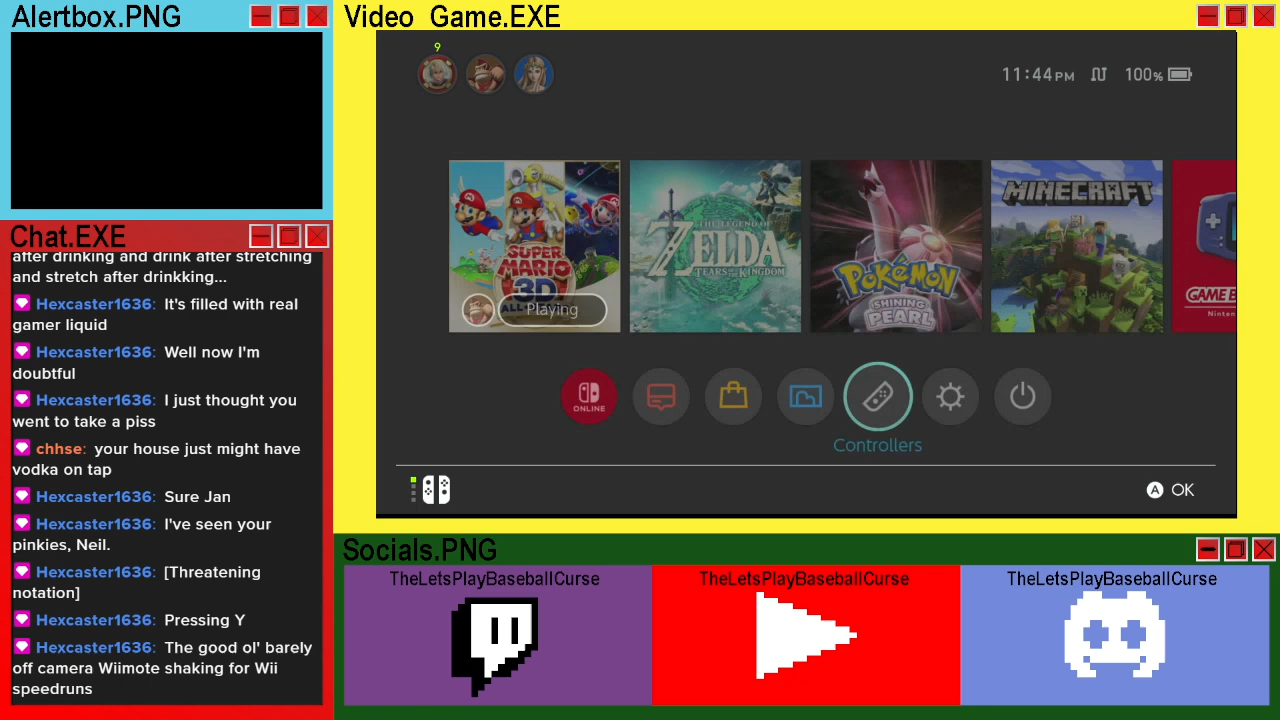 Alertbox.PNG
Video Game.EXE
9
11:44 PM
100%
SUPER
MARIO
3D
Playing
THE LEGEND OF
ZELDA
TEARS OF THE KINGDOM
POKéMON
SHINING
PEARL
MINECRAFT
ONLINE
Controllers
A OK
Chat.EXE
after drinking and drink after stretching
and stretch after drinkking...
Hexcaster1636: It's filled with real
gamer liquid
Hexcaster1636: Well now I'm
doubtful
Hexcaster1636: I just thought you
went to take a piss
chhse: your house just might have
vodka on tap
Hexcaster1636: Sure Jan
Hexcaster1636: I've seen your
pinkies, Neil.
Hexcaster1636: [Threatening
notation]
Hexcaster1636: Pressing Y
Hexcaster1636: The good ol' barely
off camera Wiimote shaking for Wii
speedruns
Socials.PNG
TheLetsPlayBaseballCurse
TheLetsPlayBaseballCurse
TheLetsPlayBaseballCurse